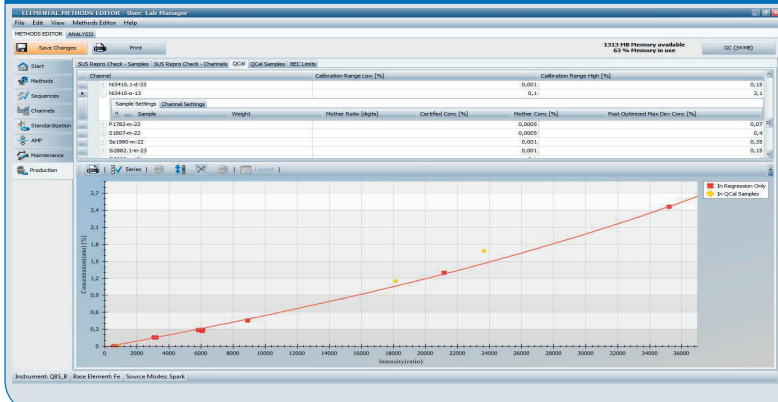 ELEMENTAL.METHODS EDITOR - User: Lab Manager
File Edit View Methods Editor Help
METHODS EDITOR ANALYSIS
Save Changes Print 1313 MB Memory available
63 % Memory in use GC (34 MB)
Start
Methods
Sequences
Channels
Standardization
AMF
Maintenance
Production
SUS Repro Check - Samples SUS Repro Check - Channels QCal QCal Samples BEC Limits
Channel Calibration Range Low [%] Calibration Range High [%]
Ni3415.1-d-33 0,001 0,15
Ni3415-o-13 0,1 2,1
Sample Settings Channel Settings
Sample Weight Mother Ratio [digits] Certified Conc [%] Mother Conc [%] Post Optimized Max Dev Conc [%]
P1782-m-22 0,0005 0,07
S1807-m-22 0,0005 0,4
Se1960-m-22 0,001 0,35
Si2882.1-m-23 0,001 0,15
Series Layout
2,7
2,4
2,1
1,8
1,5
1,2
0,9
0,6
0,3
0
Concentration(ratio) [%]
0 2000 4000 6000 8000 10000 12000 14000 16000 18000 20000 22000 24000 26000 28000 30000 32000 34000 36000
Intensity(ratio)
In Regression Only
In QCal Samples
Instrument: QBS_B Base Element: Fe Source Modes: Spark